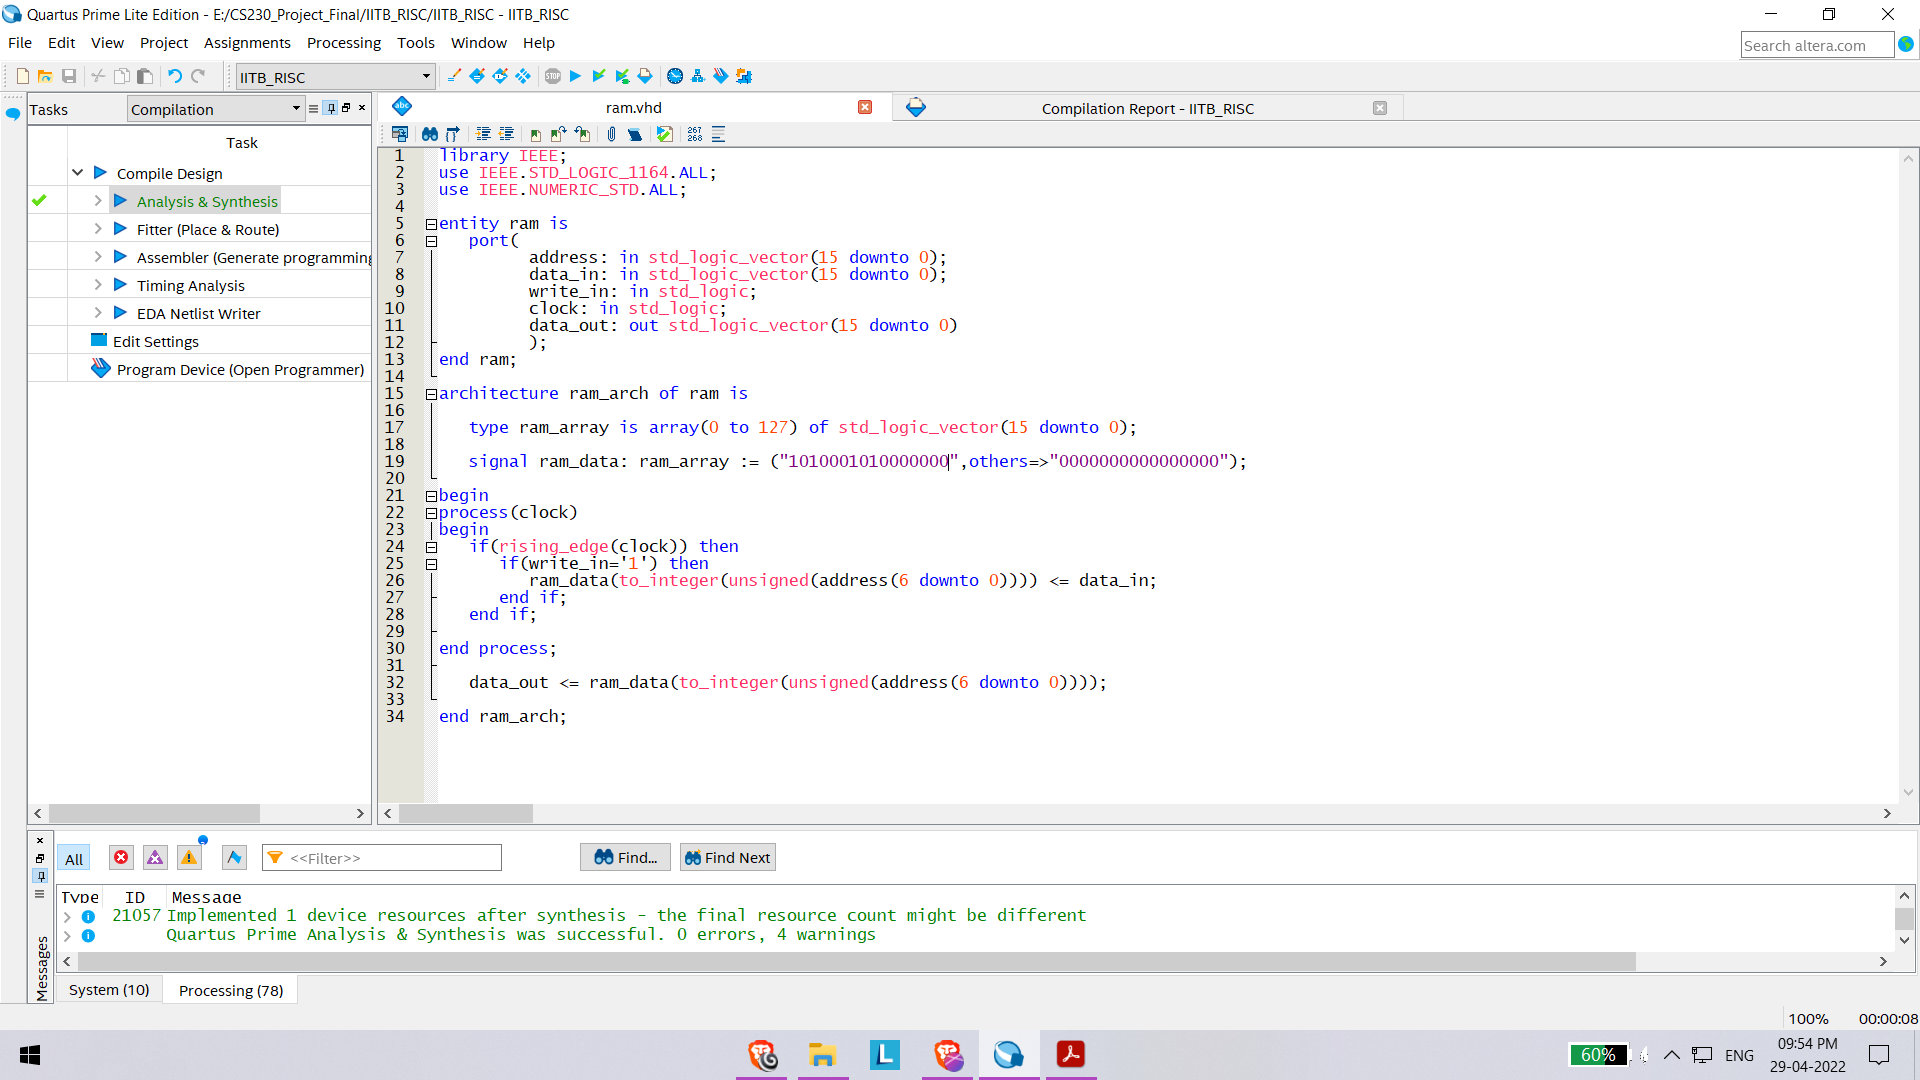 Quartus Prime Lite Edition - E:/CS230_Project_Final/IITB_RISC/IITB_RISC - IITB_RISC
File Edit View Project Assignments Processing Tools Window Help
Search altera.com
IITB_RISC
STOP
Tasks Compilation
Task
Compile Design
Analysis & Synthesis
Fitter (Place & Route)
Assembler (Generate programming
Timing Analysis
EDA Netlist Writer
Edit Settings
Program Device (Open Programmer)
abc ram.vhd Compilation Report - IITB_RISC
267
268
1 library IEEE;
2 use IEEE.STD_LOGIC_1164.ALL;
3 use IEEE.NUMERIC_STD.ALL;
4
5 entity ram is
6 port(
7 address: in std_logic_vector(15 downto 0);
8 data_in: in std_logic_vector(15 downto 0);
9 write_in: in std_logic;
10 clock: in std_logic;
11 data_out: out std_logic_vector(15 downto 0)
12 );
13 end ram;
14
15 architecture ram_arch of ram is
16
17 type ram_array is array(0 to 127) of std_logic_vector(15 downto 0);
18
19 signal ram_data: ram_array := ("1010001010000000",others=>"0000000000000000");
20
21 begin
22 process(clock)
23 begin
24 if(rising_edge(clock)) then
25 if(write_in='1') then
26 ram_data(to_integer(unsigned(address(6 downto 0)))) <= data_in;
27 end if;
28 end if;
29
30 end process;
31
32 data_out <= ram_data(to_integer(unsigned(address(6 downto 0))));
33
34 end ram_arch;
All <<Filter>> Find... Find Next
Type ID Message
21057 Implemented 1 device resources after synthesis - the final resource count might be different
Quartus Prime Analysis & Synthesis was successful. 0 errors, 4 warnings
Messages
System (10) Processing (78)
100% 00:00:08
L
60% ENG
09:54 PM
29-04-2022